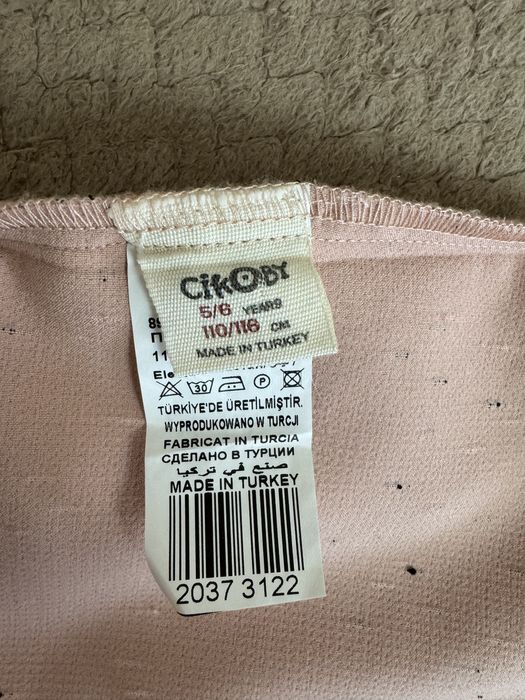 CiKOBY
5/6 YEARS
110/116 CM
MADE IN TURKEY
30 P
TÜRKİYE'DE ÜRETİLMİŞTİR.
WYPRODUKOWANO W TURCJI
FABRICAT IN TURCIA
СДЕЛАНО В ТУРЦИИ
صنع في تركيا
MADE IN TURKEY
2037 3122